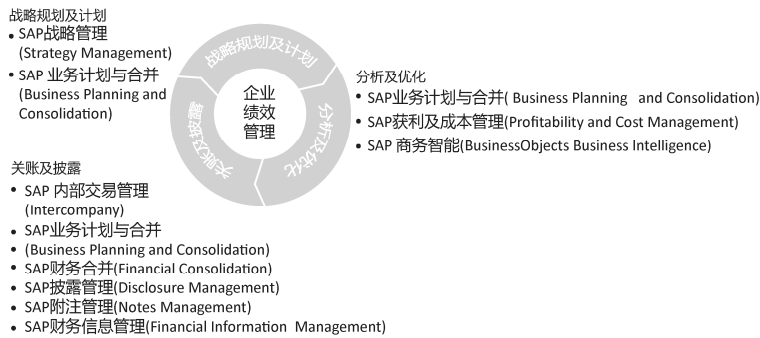 战略规划及计划
• SAP战略管理
(Strategy Management)
• SAP 业务计划与合并
(Business Planning and
Consolidation)
战略规划及计划
分析及优化
关账及披露
企业
绩效
管理
分析及优化
• SAP业务计划与合并( Business Planning and Consolidation)
• SAP获利及成本管理(Profitability and Cost Management)
• SAP 商务智能(BusinessObjects Business Intelligence)
关账及披露
• SAP 内部交易管理
(Intercompany)
• SAP业务计划与合并
• (Business Planning and Consolidation)
• SAP财务合并(Financial Consolidation)
• SAP披露管理(Disclosure Management)
• SAP附注管理(Notes Management)
• SAP财务信息管理(Financial Information Management)